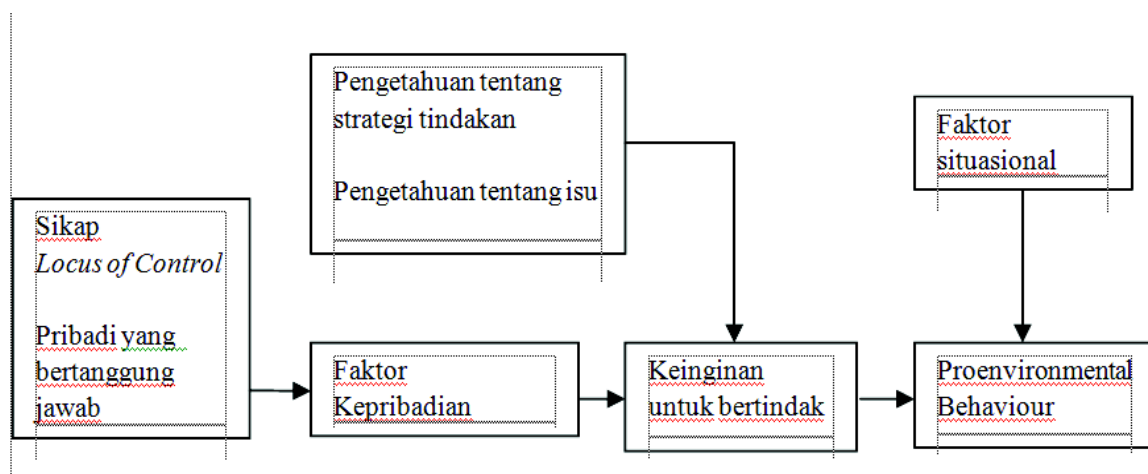 Pengetahuan tentang
strategi tindakan
Pengetahuan tentang isu
Faktor
situasional
Sikap
Locus of Control
Pribadi yang
bertanggung
jawab
Faktor
Kepribadian
Keinginan
untuk bertindak
Proenvironmental
Behaviour